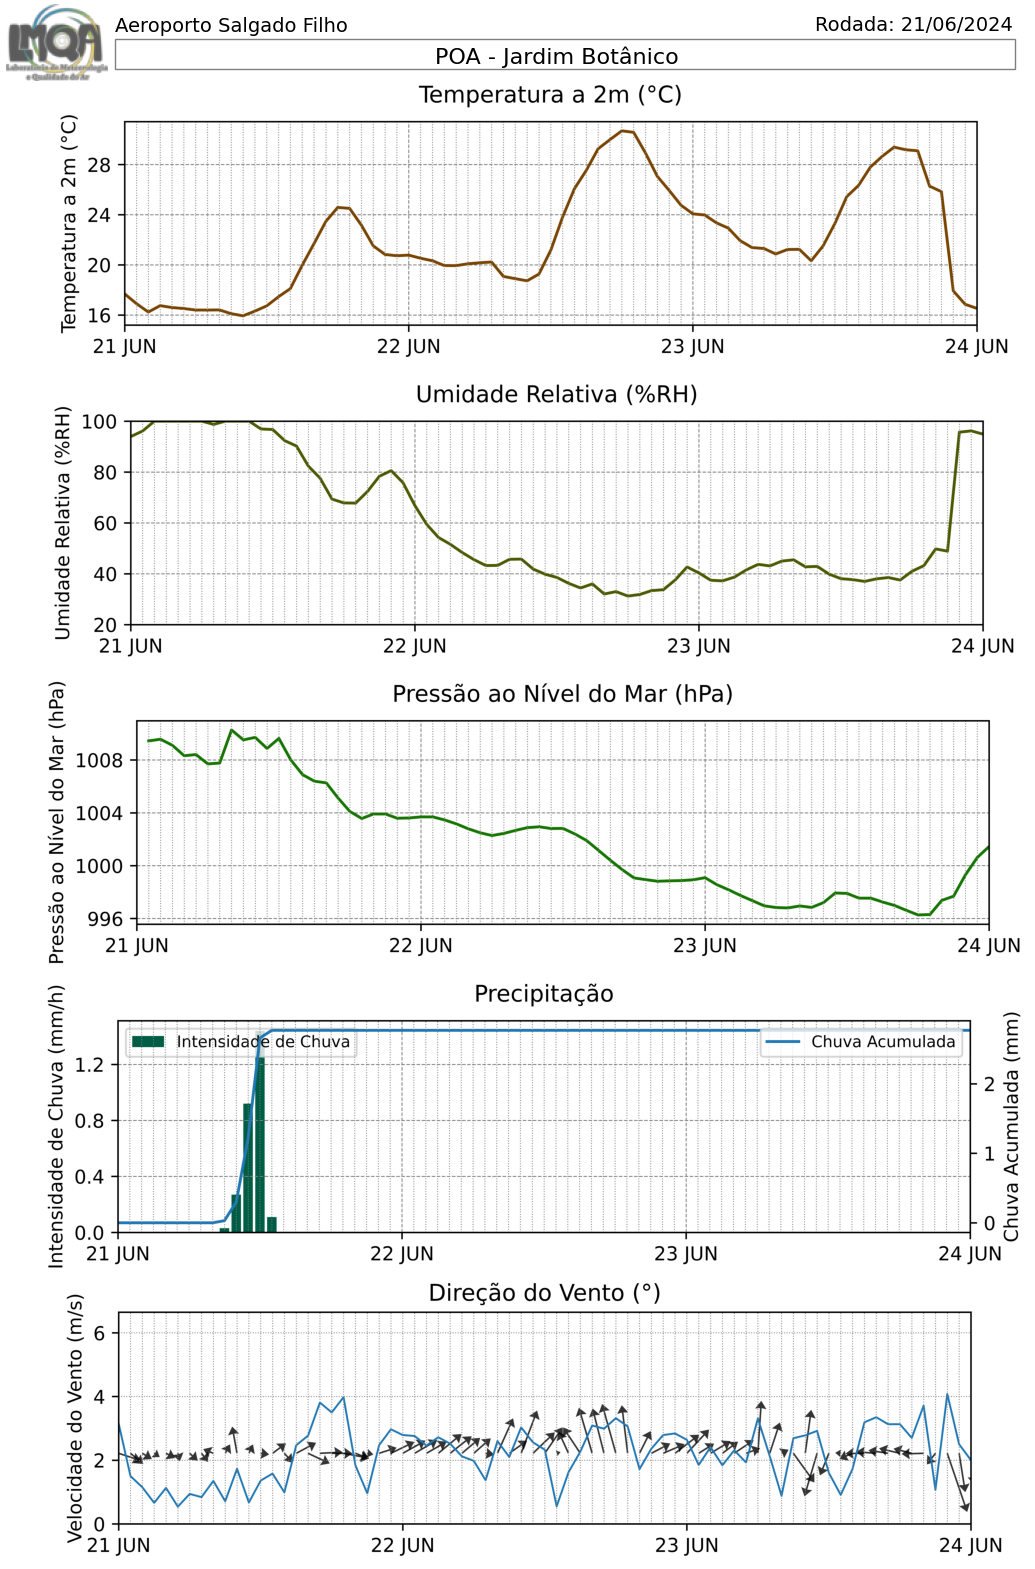 LMQA
Laboratório de Meteorologia
e Qualidade do Ar
Aeroporto Salgado Filho
Rodada: 21/06/2024
POA - Jardim Botânico
Temperatura a 2m (°C)
Temperatura a 2m (°C)
28
24
20
16
21 JUN
22 JUN
23 JUN
24 JUN
Umidade Relativa (%RH)
Umidade Relativa (%RH)
100
80
60
40
20
21 JUN
22 JUN
23 JUN
24 JUN
Pressão ao Nível do Mar (hPa)
Pressão ao Nível do Mar (hPa)
1008
1004
1000
996
21 JUN
22 JUN
23 JUN
24 JUN
Precipitação
Intensidade de Chuva (mm/h)
1.2
0.8
0.4
0.0
Intensidade de Chuva
Chuva Acumulada
2
1
0
Chuva Acumulada (mm)
21 JUN
22 JUN
23 JUN
24 JUN
Direção do Vento (°)
Velocidade do Vento (m/s)
6
4
2
0
21 JUN
22 JUN
23 JUN
24 JUN